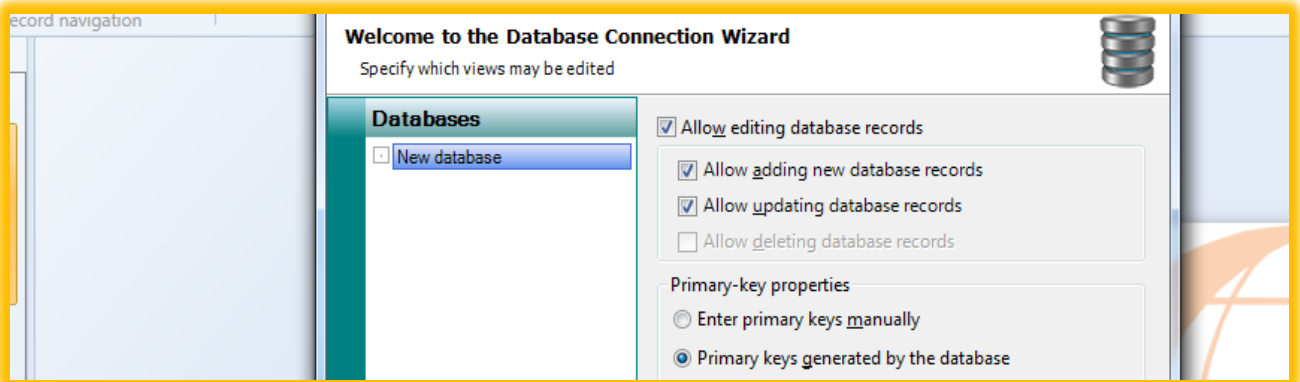 ecord navigation
Welcome to the Database Connection Wizard
Specify which views may be edited
Databases
New database
Allow editing database records
Allow adding new database records
Allow updating database records
Allow deleting database records
Primary-key properties
Enter primary keys manually
Primary keys generated by the database